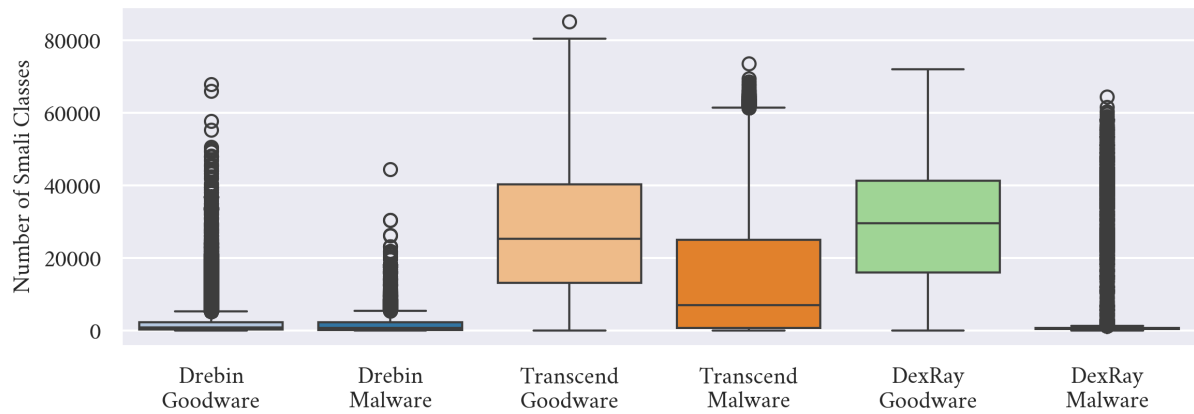 Number of Smali Classes
80000
60000
40000
20000
0
Drebin
Goodware
Drebin
Malware
Transcend
Goodware
Transcend
Malware
DexRay
Goodware
DexRay
Malware